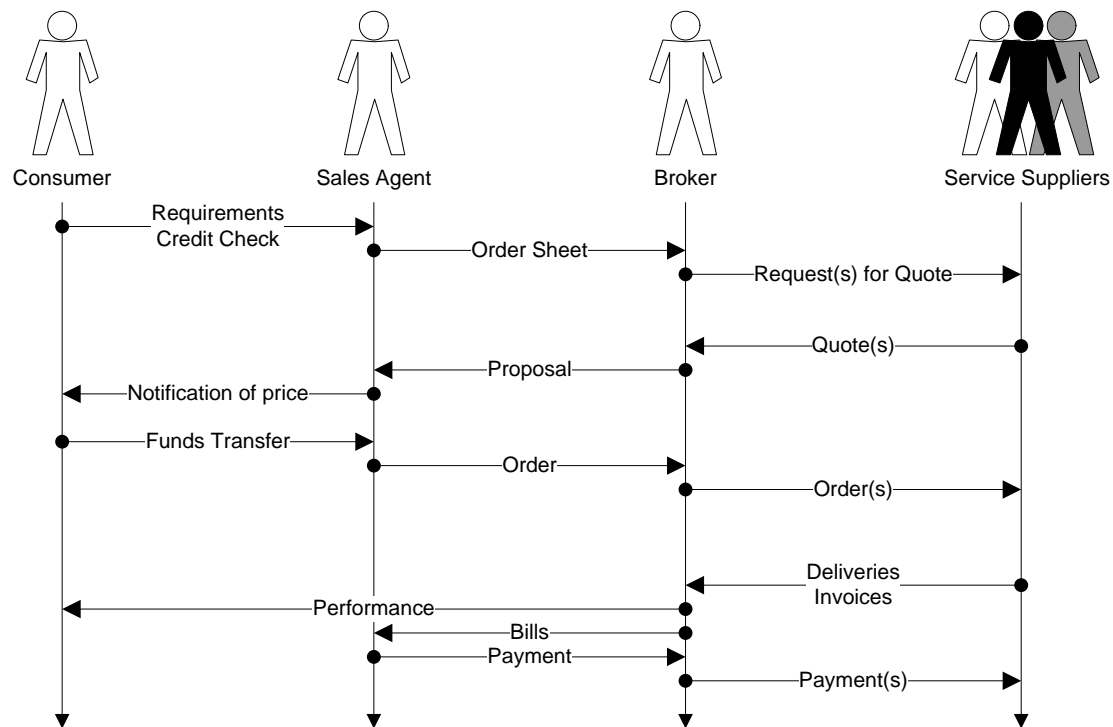 Consumer
Sales Agent
Broker
Service Suppliers
Requirements
Credit Check
Order Sheet
Request(s) for Quote
Quote(s)
Proposal
Notification of price
Funds Transfer
Order
Order(s)
Deliveries
Invoices
Performance
Bills
Payment
Payment(s)